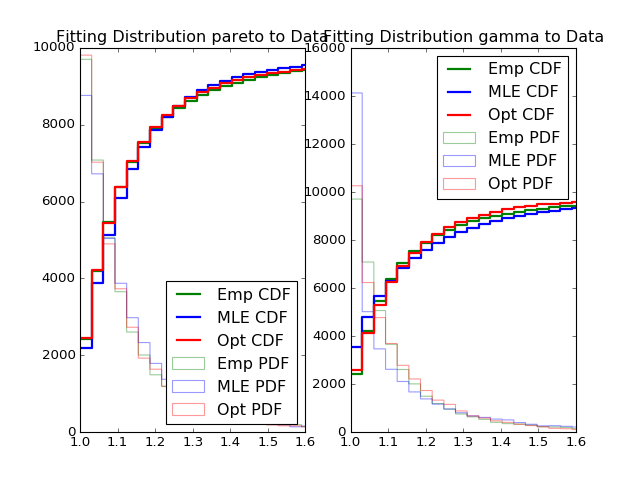 Fitting Distribution pareto to Data
10000
8000
6000
4000
2000
0
1.0 1.1 1.2 1.3 1.4 1.5 1.6
Emp CDF
MLE CDF
Opt CDF
Emp PDF
MLE PDF
Opt PDF
Fitting Distribution gamma to Data
16000
14000
12000
10000
8000
6000
4000
2000
0
1.0 1.1 1.2 1.3 1.4 1.5 1.6
Emp CDF
MLE CDF
Opt CDF
Emp PDF
MLE PDF
Opt PDF